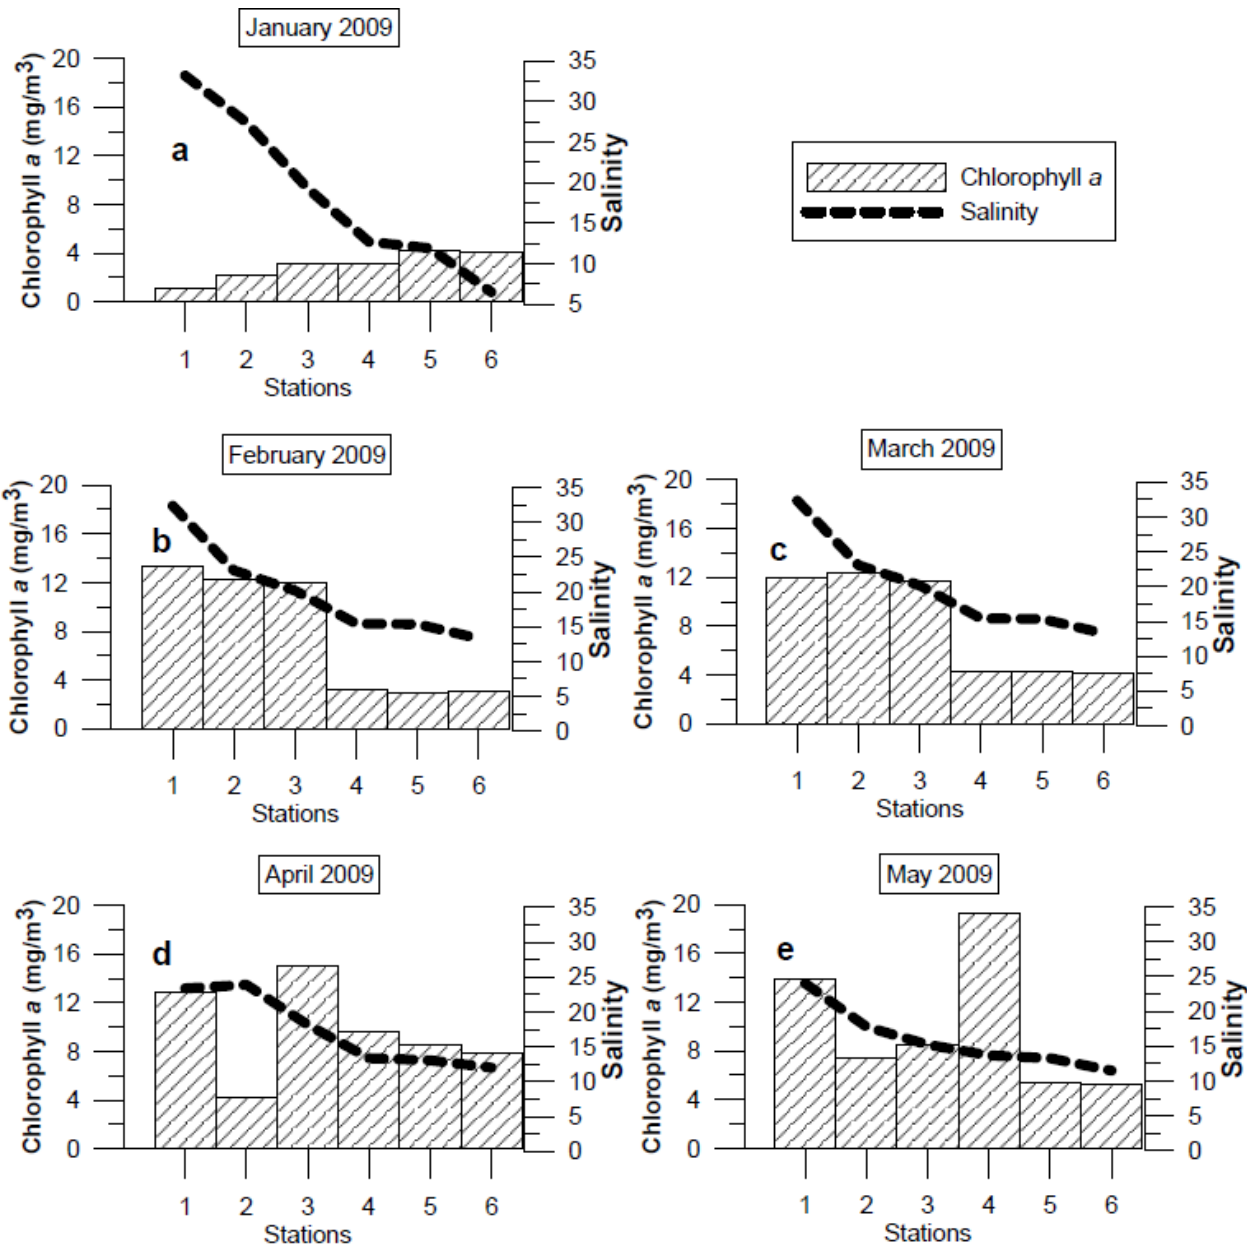 January 2009
Chlorophyll a (mg/m3)
20
16
12
8
4
0
a
35
30
25
20
15
10
5
Salinity
1 2 3 4 5 6
Stations
Chlorophyll a
Salinity
February 2009
Chlorophyll a (mg/m3)
20
16
12
8
4
0
b
35
30
25
20
15
10
5
0
Salinity
1 2 3 4 5 6
Stations
March 2009
Chlorophyll a (mg/m3)
20
16
12
8
4
0
c
35
30
25
20
15
10
5
0
Salinity
1 2 3 4 5 6
Stations
April 2009
Chlorophyll a (mg/m3)
20
16
12
8
4
0
d
35
30
25
20
15
10
5
0
Salinity
1 2 3 4 5 6
Stations
May 2009
Chlorophyll a (mg/m3)
20
16
12
8
4
0
e
35
30
25
20
15
10
5
0
Salinity
1 2 3 4 5 6
Stations